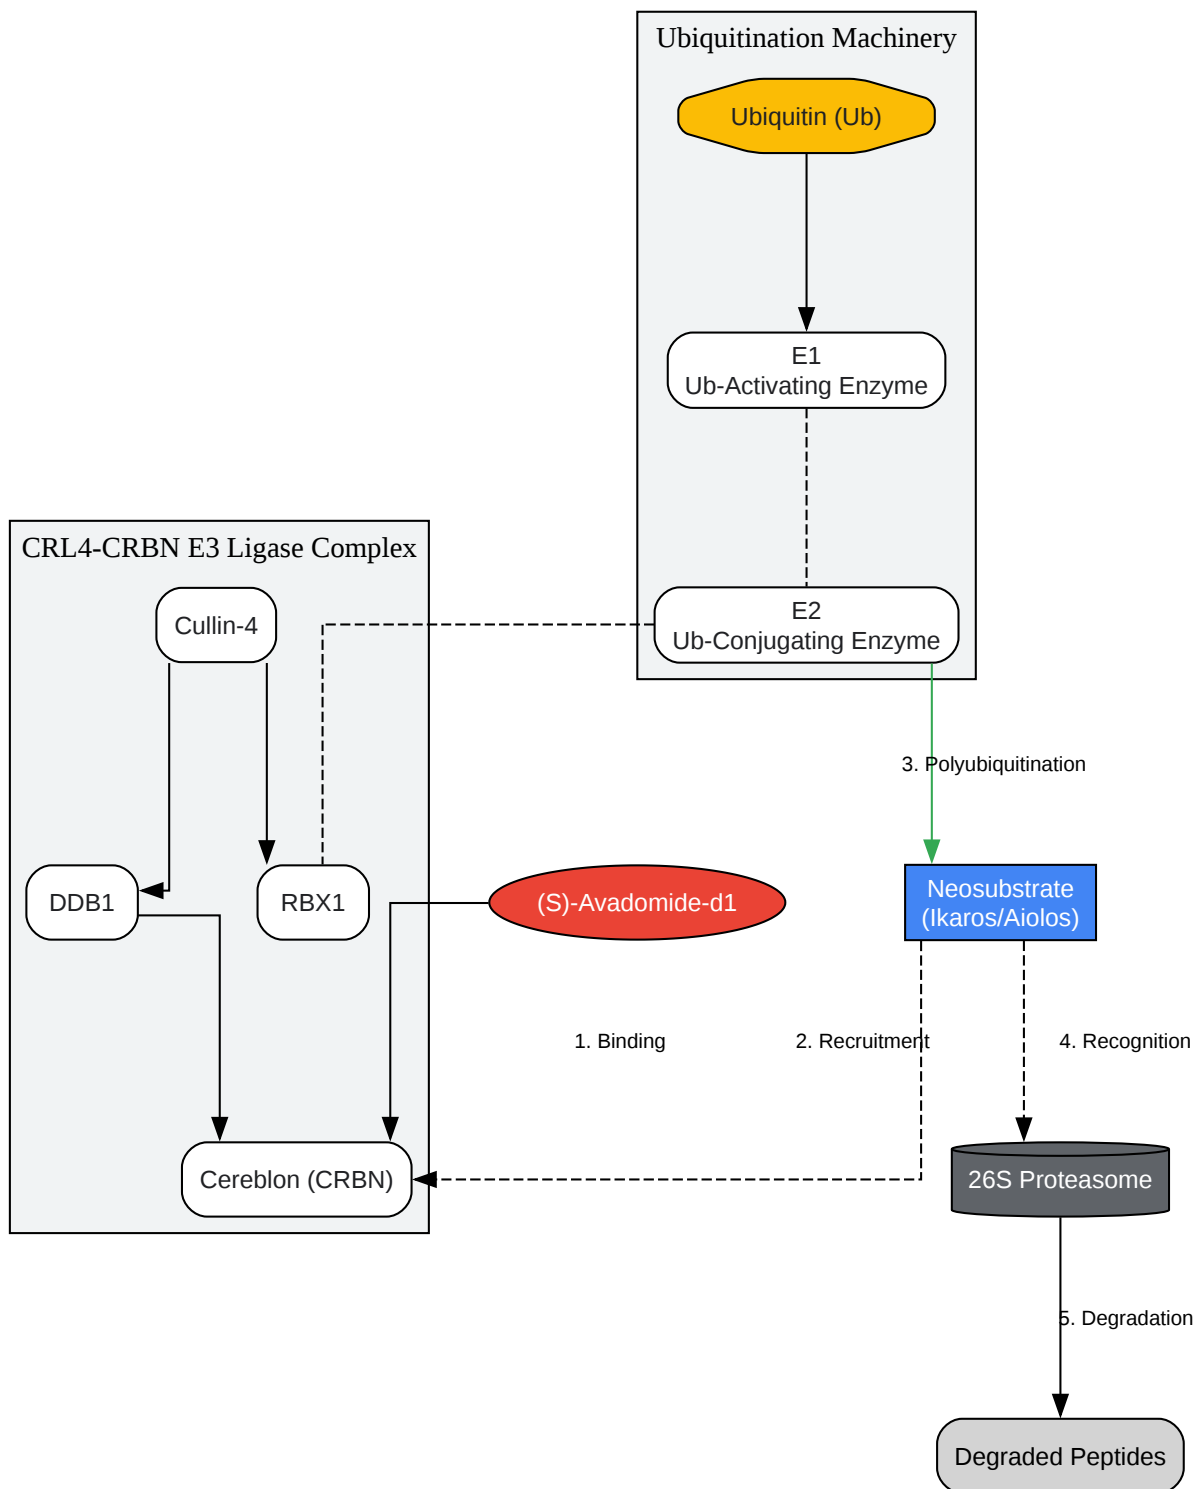 Ubiquitination Machinery
Ubiquitin (Ub)
E1
Ub-Activating Enzyme
CRL4-CRBN E3 Ligase Complex
Cullin-4
E2
Ub-Conjugating Enzyme
3. Polyubiquitination
DDB1
RBX1
(S)-Avadomide-d1
Neosubstrate
(Ikaros/Aiolos)
1. Binding
2. Recruitment
4. Recognition
Cereblon (CRBN)
26S Proteasome
5. Degradation
Degraded Peptides